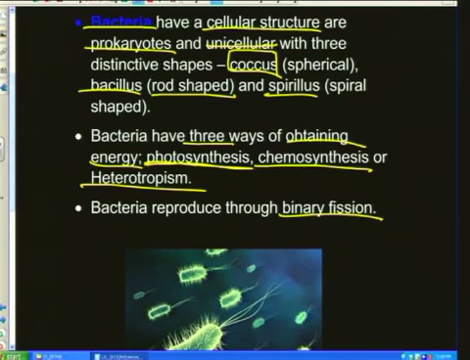 • Bacteria have a cellular structure are
prokaryotes and unicellular with three
distinctive shapes – coccus (spherical),
bacillus (rod shaped) and spirillus (spiral
shaped).
• Bacteria have three ways of obtaining
energy; photosynthesis, chemosynthesis or
Heterotropism.
• Bacteria reproduce through binary fission.
start